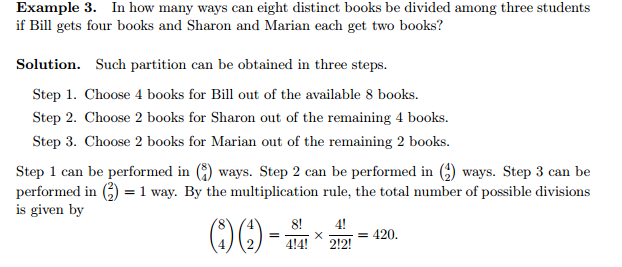 Example 3. In how many ways can eight distinct books be divided among three students
if Bill gets four books and Sharon and Marian each get two books?
Solution. Such partition can be obtained in three steps.
Step 1. Choose 4 books for Bill out of the available 8 books.
Step 2. Choose 2 books for Sharon out of the remaining 4 books.
Step 3. Choose 2 books for Marian out of the remaining 2 books.
Step 1 can be performed in \binom{8}{4} ways. Step 2 can be performed in \binom{4}{2} ways. Step 3 can be
performed in \binom{2}{2} = 1 way. By the multiplication rule, the total number of possible divisions
is given by
\binom{8}{4}\binom{4}{2} = \frac{8!}{4!4!} × \frac{4!}{2!2!} = 420.